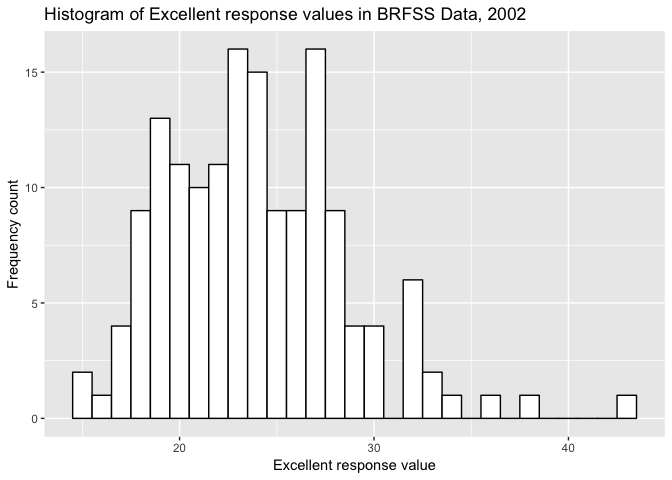 Histogram of Excellent response values in BRFSS Data, 2002
15
10
5
0
Frequency count
20
30
40
Excellent response value